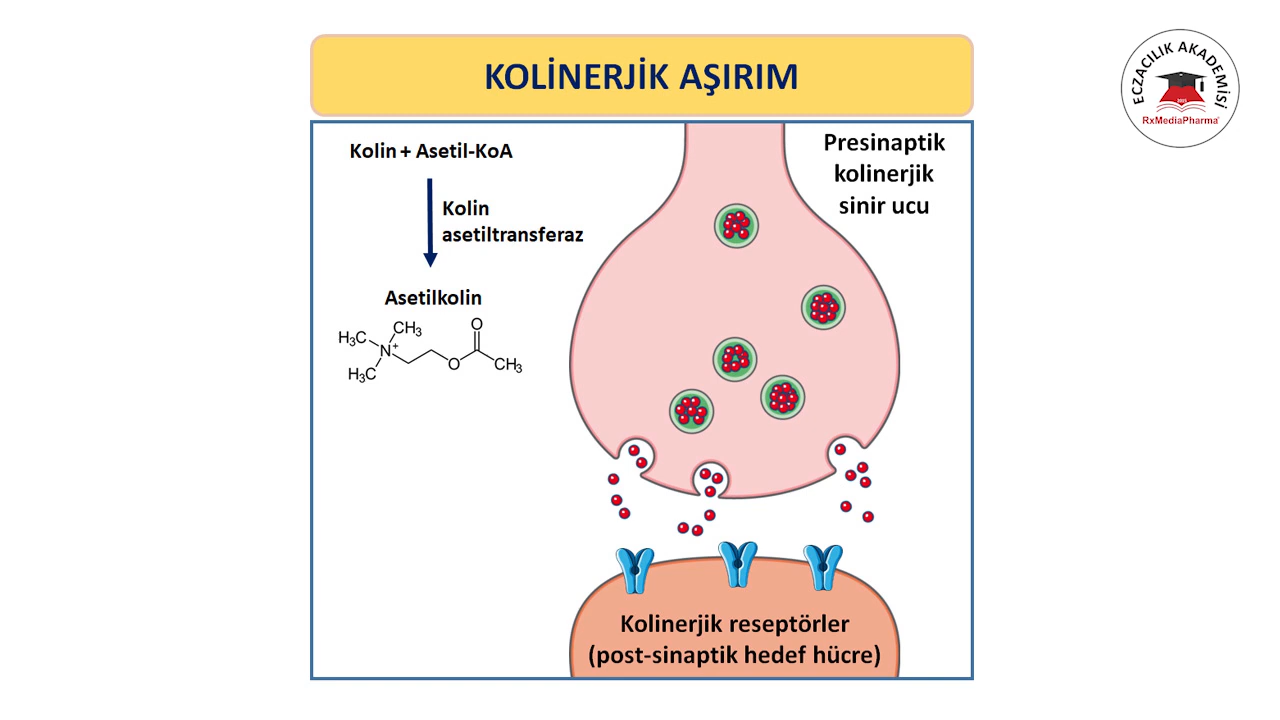 KOLİNERJİK AŞIRIM
ECZACILIK AKADEMİSİ
2021
RxMediaPharma®
Kolin + Asetil-KoA
Kolin
asetiltransferaz
Asetilkolin
H₃C
CH₃
N⁺
H₃C
O
O
CH₃
Presinaptik
kolinerjik
sinir ucu
Kolinerjik reseptörler
(post-sinaptik hedef hücre)